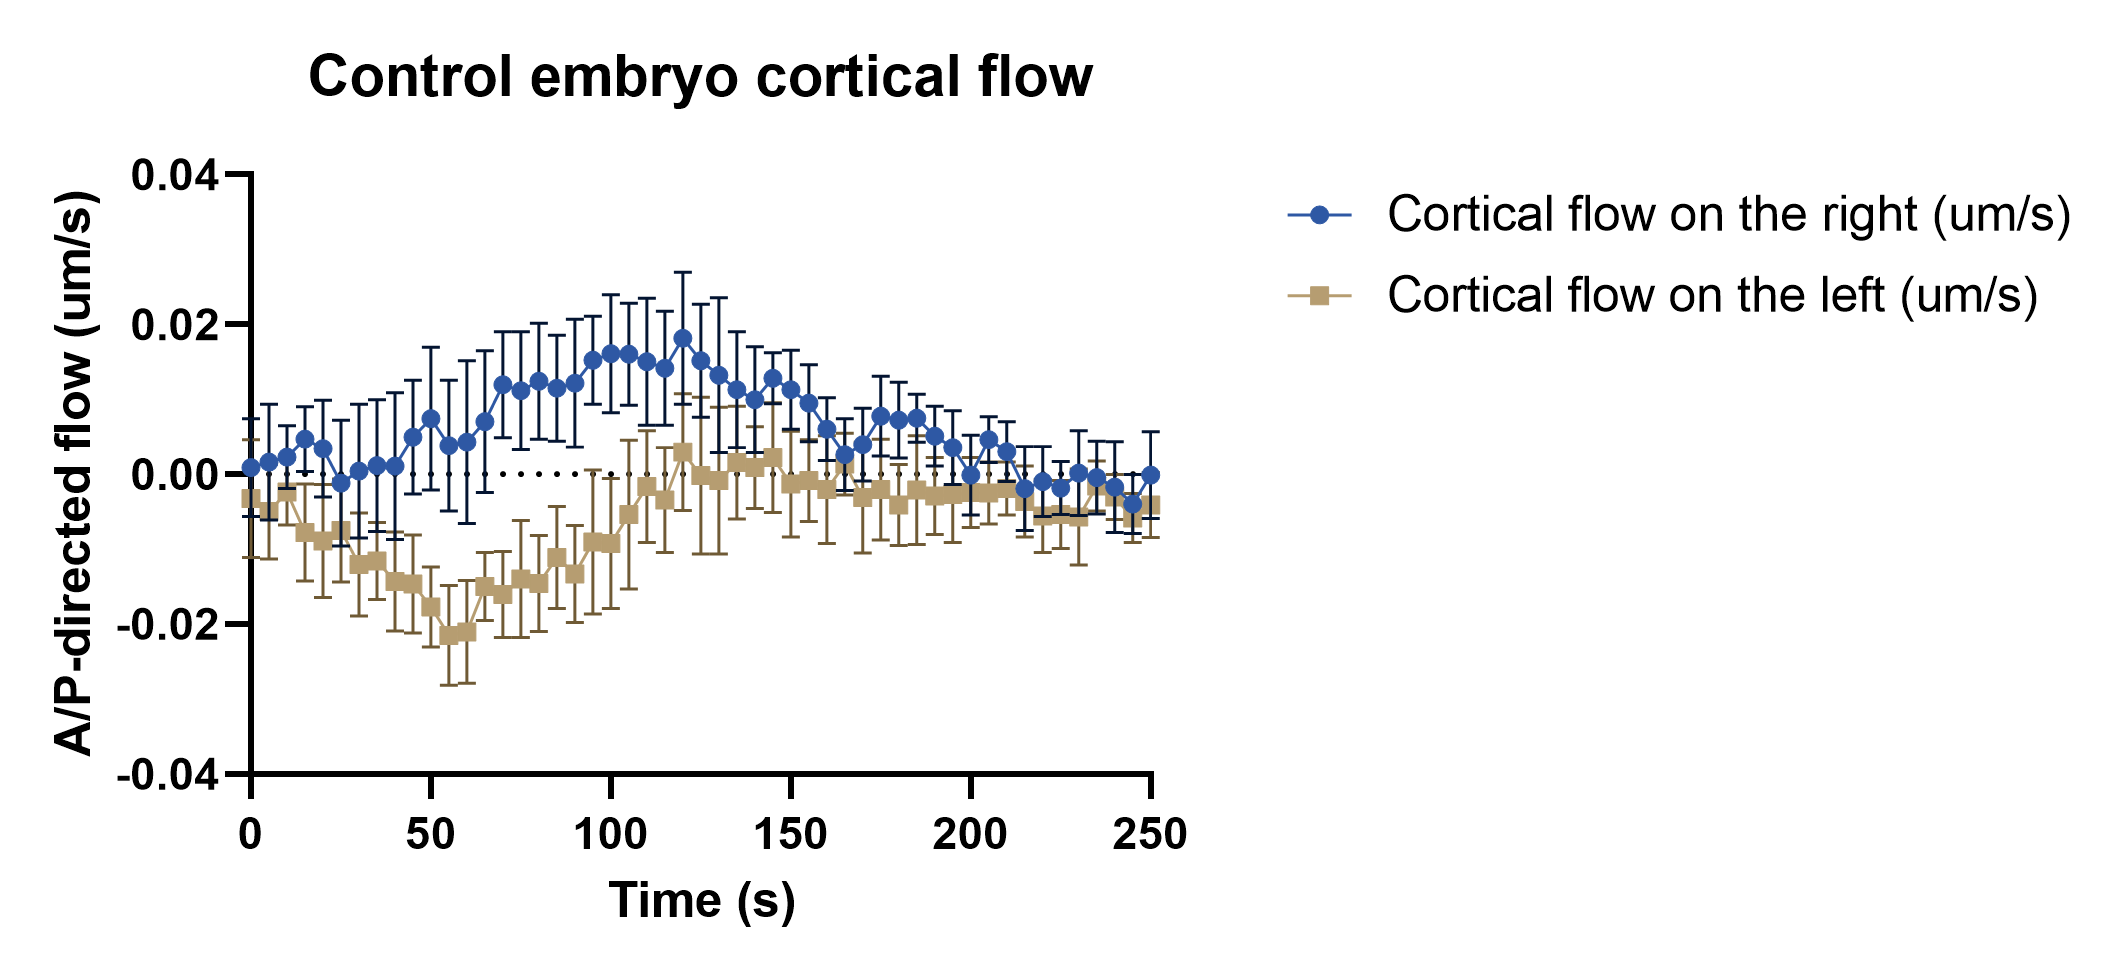 Control embryo cortical flow
A/P-directed flow (um/s)
0.04
0.02
0.00
-0.02
-0.04
0 50 100 150 200 250
Time (s)
Cortical flow on the right (um/s)
Cortical flow on the left (um/s)